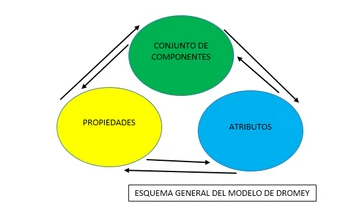 CONJUNTO DE
COMPONENTES
PROPIEDADES
ATRIBUTOS
ESQUEMA GENERAL DEL MODELO DE DROMEY